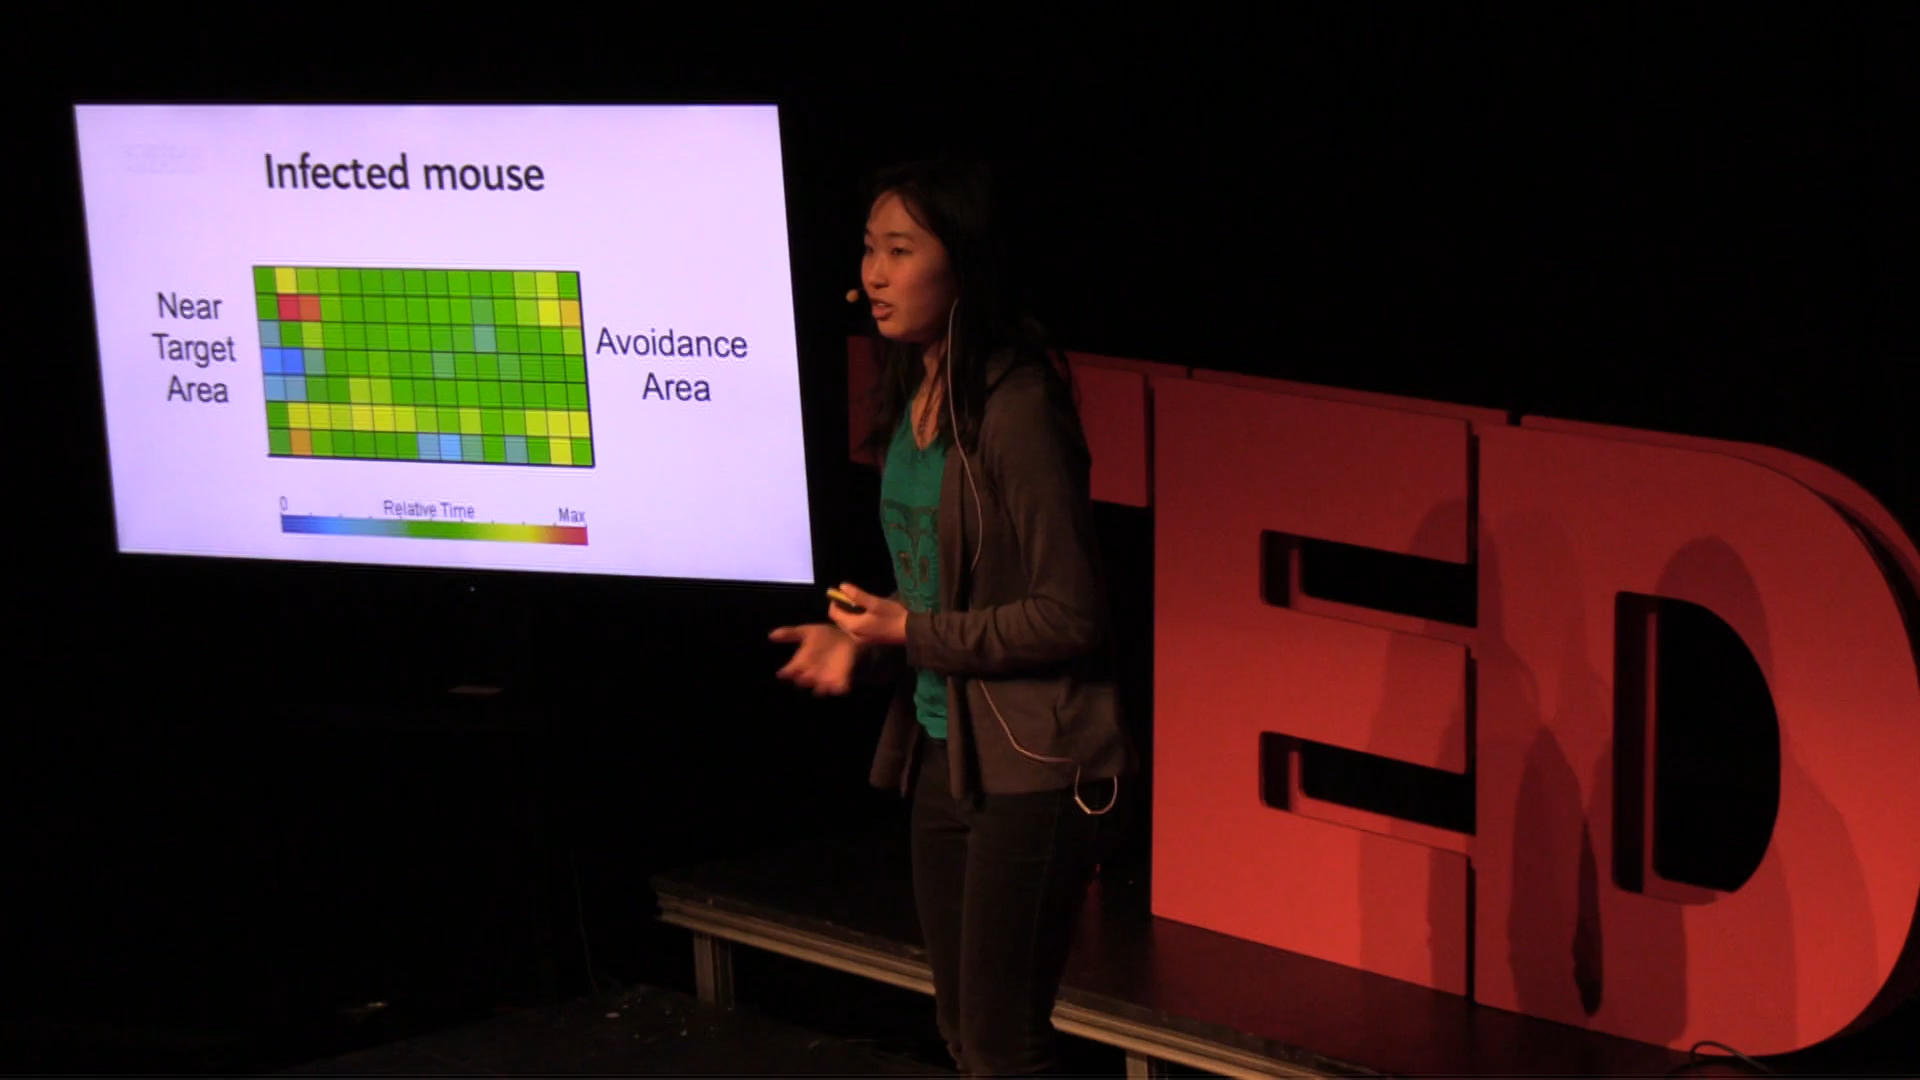 Infected mouse
Near
Target
Area
Avoidance
Area
0
Relative Time
Max
TED